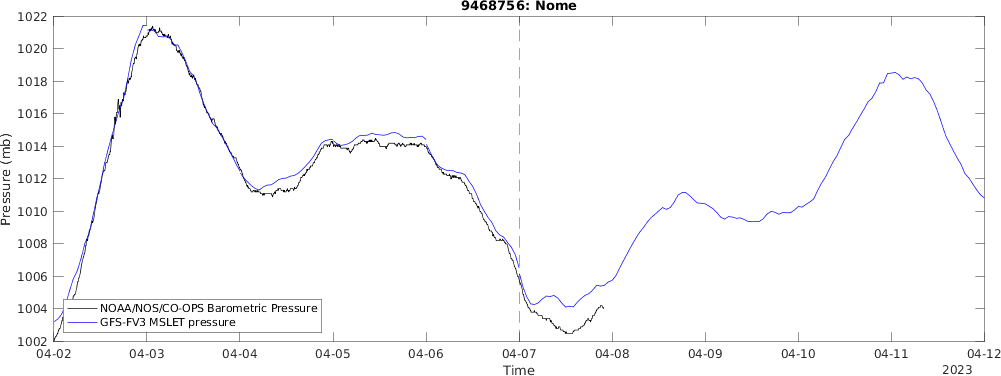 9468756: Nome
1022
1020
1018
1016
1014
1012
1010
1008
1006
1004
1002
Pressure (mb)
NOAA/NOS/CO-OPS Barometric Pressure
GFS-FV3 MSLET pressure
04-02 04-03 04-04 04-05 04-06 04-07 04-08 04-09 04-10 04-11 04-12
Time
2023